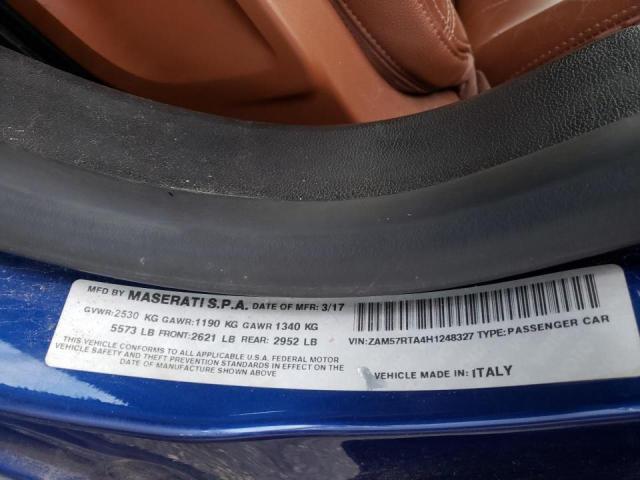 MFD BY MASERATI S.P.A. DATE OF MFR: 3/17
GVWR:2530 KG GAWR:1190 KG GAWR 1340 KG
5573 LB FRONT:2621 LB REAR: 2952 LB
THIS VEHICLE CONFORMS TO ALL APPLICABLE U.S.A. FEDERAL MOTOR
VEHICLE SAFETY AND THEFT PREVENTION STANDARDS IN EFFECT ON THE
DATE OF MANUFACTURE SHOWN ABOVE
VIN:ZAM57RTA4H1248327 TYPE:PASSENGER CAR
VEHICLE MADE IN: ITALY